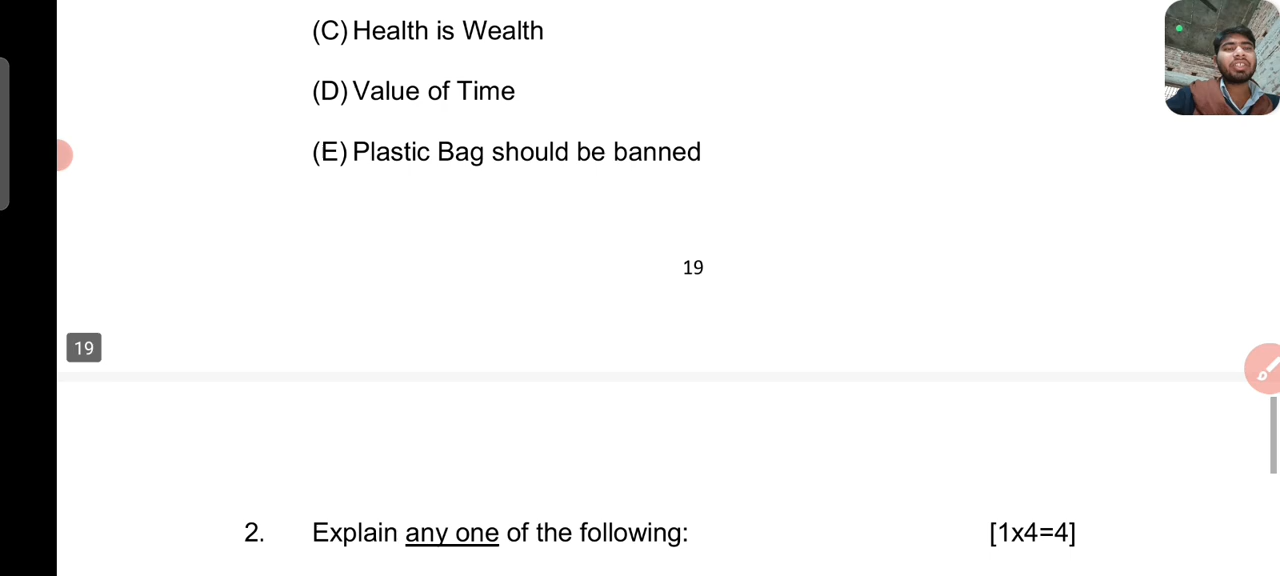 (C) Health is Wealth
(D) Value of Time
(E) Plastic Bag should be banned
19
19
2. Explain any one of the following: [1x4=4]